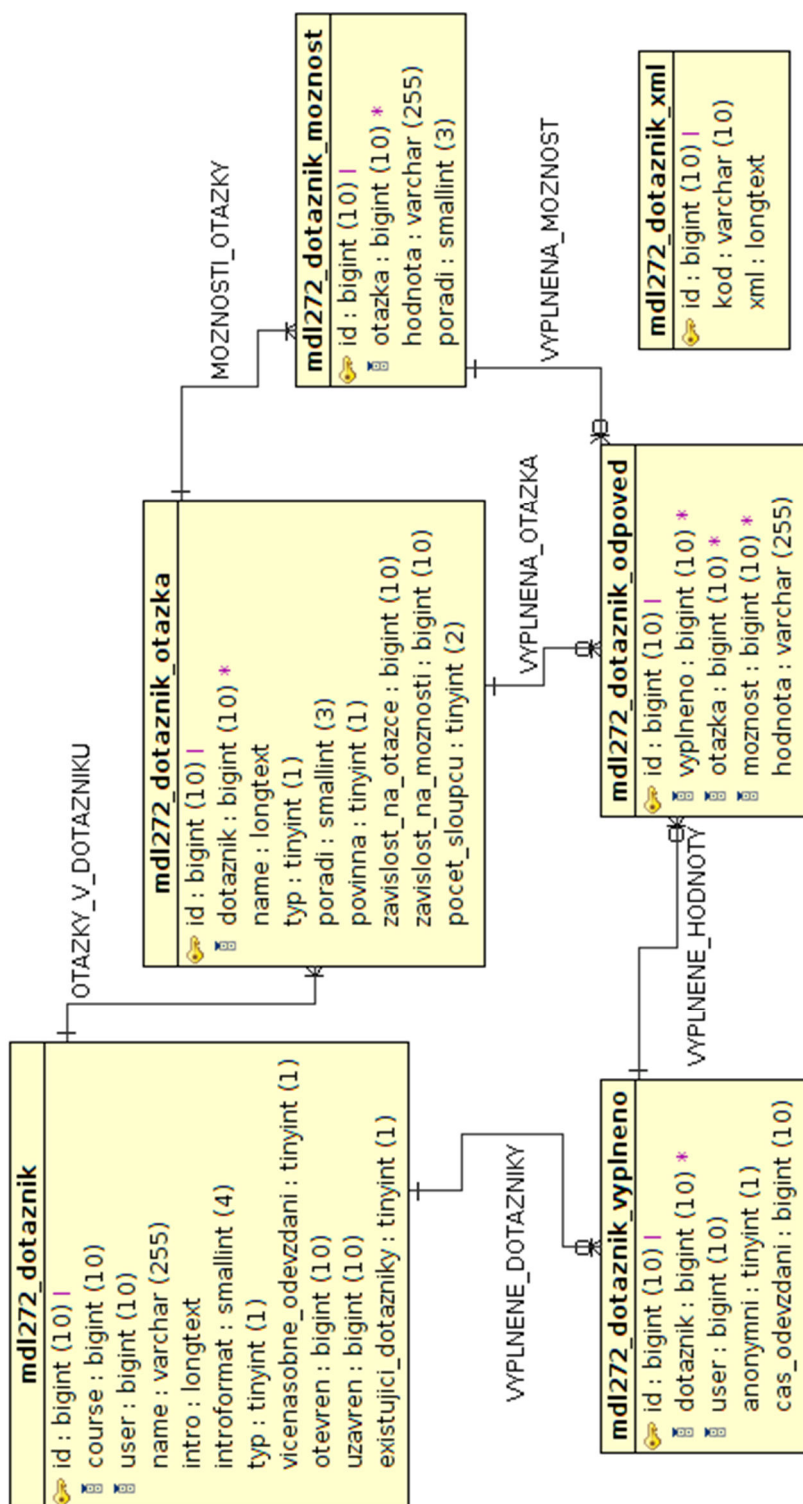 mdl272_dotaznik
id : bigint (10) |
course : bigint (10)
user : bigint (10)
name : varchar (255)
intro : longtext
introformat : smallint (4)
typ : tinyint (1)
vicenasobne_odevzdani : tinyint (1)
otevren : bigint (10)
uzavren : bigint (10)
existujici_dotazniky : tinyint (1)
OTAZKY_V_DOTAZNIKU
mdl272_dotaznik_otazka
id : bigint (10) |
dotaznik : bigint (10) *
name : longtext
typ : tinyint (1)
poradi : smallint (3)
povinna : tinyint (1)
zavislost_na_otazce : bigint (10)
zavislost_na_moznosti : bigint (10)
pocet_sloupcu : tinyint (2)
MOZNOSTI_OTAZKY
mdl272_dotaznik_moznost
id : bigint (10) |
otazka : bigint (10) *
hodnota : varchar (255)
poradi : smallint (3)
VYPLNENE_DOTAZNIKY
VYPLNENA_OTAZKA
VYPLNENA_MOZNOST
mdl272_dotaznik_vyplneno
id : bigint (10) |
dotaznik : bigint (10) *
user : bigint (10)
anonymni : tinyint (1)
cas_odevzdani : bigint (10)
VYPLNENE_HODNOTY
mdl272_dotaznik_odpoved
id : bigint (10) |
vyplneno : bigint (10) *
otazka : bigint (10) *
moznost : bigint (10) *
hodnota : varchar (255)
mdl272_dotaznik_xml
id : bigint (10) |
kod : varchar (10)
xml : longtext